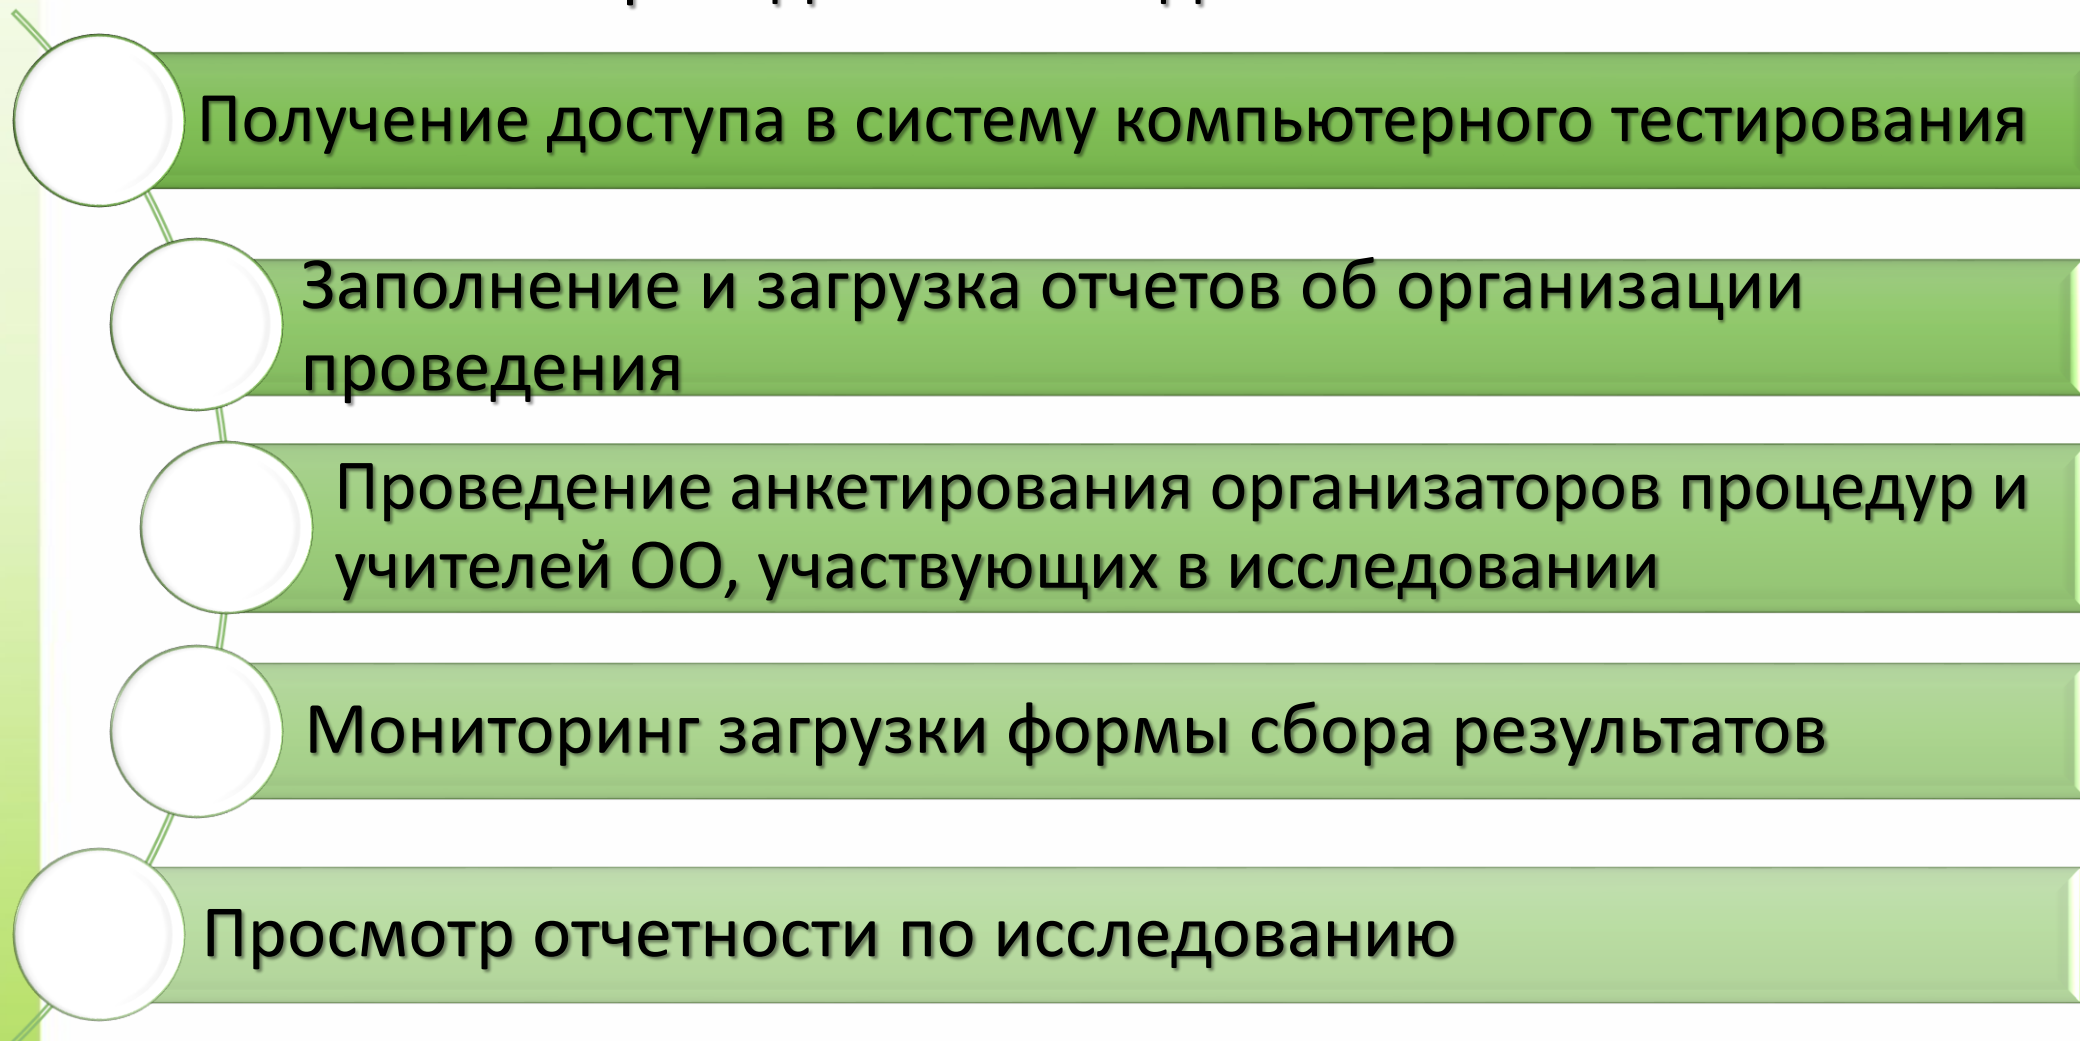 Получение доступа в систему компьютерного тестирования
Заполнение и загрузка отчетов об организации
проведения
Проведение анкетирования организаторов процедур и
учителей ОО, участвующих в исследовании
Мониторинг загрузки формы сбора результатов
Просмотр отчетности по исследованию